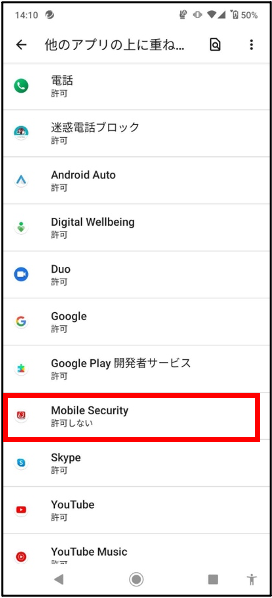 14:10
50%
他のアプリの上に重ね...
電話
許可
迷惑電話ブロック
許可
Android Auto
許可
Digital Wellbeing
許可
Duo
許可
Google
許可
Google Play 開発者サービス
許可
Mobile Security
許可しない
Skype
許可
YouTube
許可
YouTube Music
許可